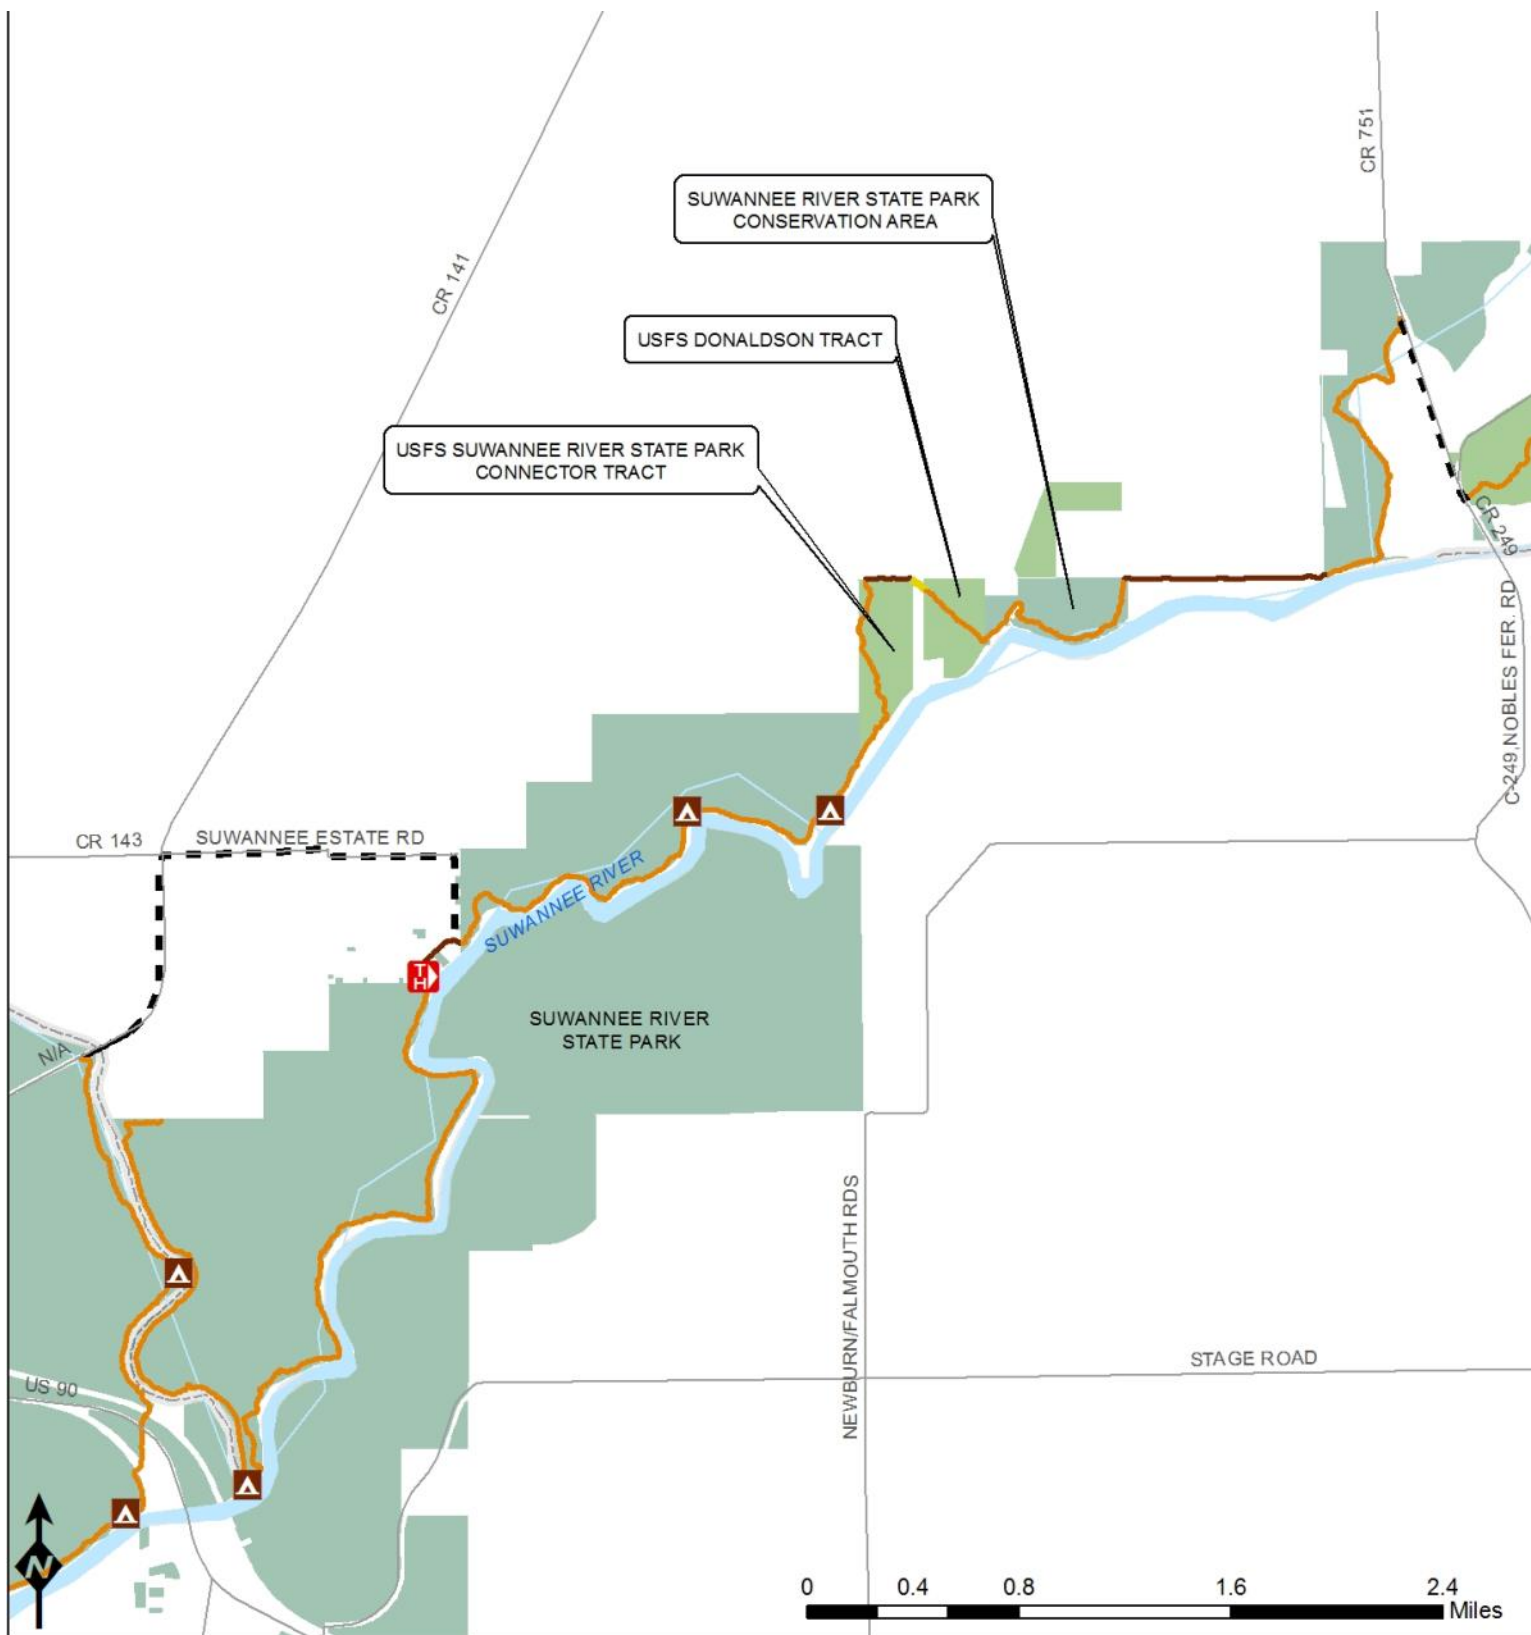 CR 751
SUWANNEE RIVER STATE PARK
CONSERVATION AREA
CR 141
USFS DONALDSON TRACT
USFS SUWANNEE RIVER STATE PARK
CONNECTOR TRACT
CR 249
C-249,NOBLES FER. RD
CR 143
SUWANNEE ESTATE RD
SUWANNEE RIVER
T
H
SUWANNEE RIVER
STATE PARK
N/A
NEWBURN/FALMOUTH RDS
STAGE ROAD
US 90
N
0 0.4 0.8 1.6 2.4
Miles